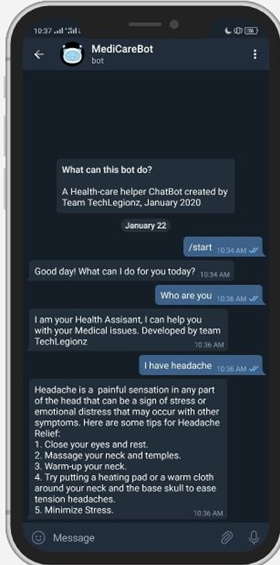 10:37
MediCareBot
bot
What can this bot do?
A Health-care helper ChatBot created by
Team TechLegionz, January 2020
January 22
/start 10:34 AM
Good day! What can I do for you today? 10:34 AM
Who are you 10:36 AM
I am your Health Assisant, I can help you
with your Medical issues. Developed by team
TechLegionz
10:36 AM
I have headache 10:36 AM
Headache is a painful sensation in any part
of the head that can be a sign of stress or
emotional distress that may occur with other
symptoms. Here are some tips for Headache
Relief:
1. Close your eyes and rest.
2. Massage your neck and temples.
3. Warm-up your neck.
4. Try putting a heating pad or a warm cloth
around your neck and the base skull to ease
tension headaches.
5. Minimize Stress.
10:36 AM
Message